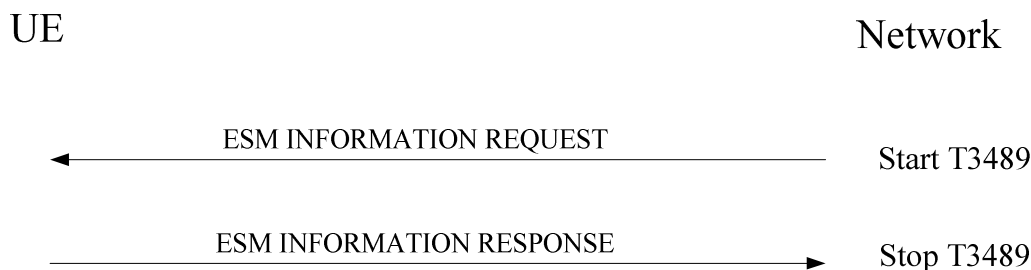 UE
Network
ESM INFORMATION REQUEST
Start T3489
ESM INFORMATION RESPONSE
Stop T3489